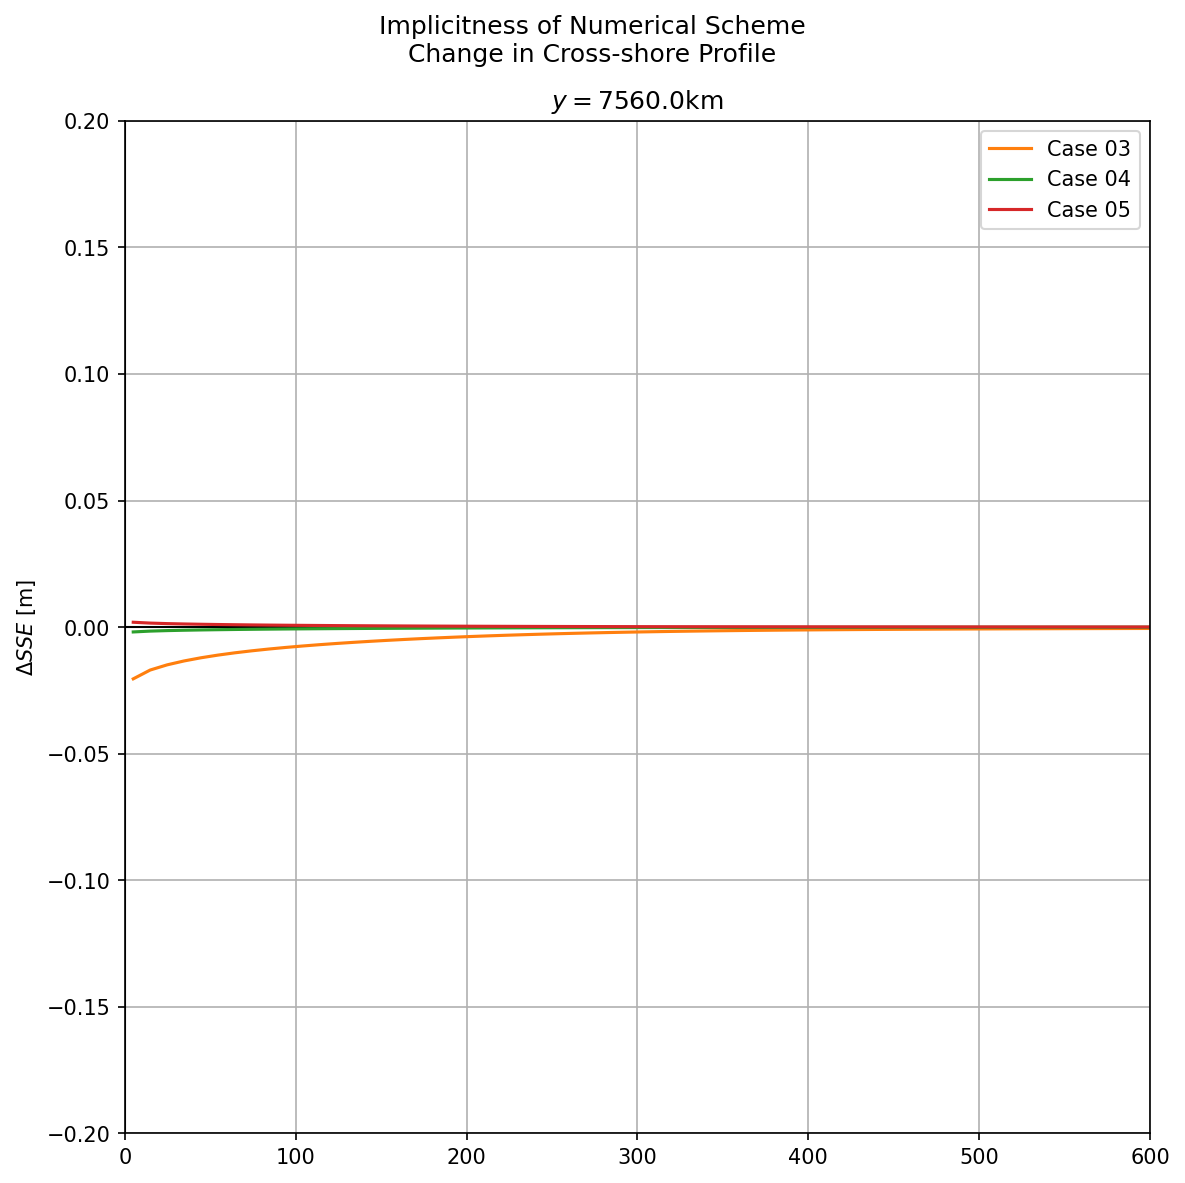 Implicitness of Numerical Scheme
Change in Cross-shore Profile
y = 7560.0km
0.20
0.15
0.10
0.05
0.00
−0.05
−0.10
−0.15
−0.20
ΔSSE [m]
Case 03
Case 04
Case 05
0 100 200 300 400 500 600